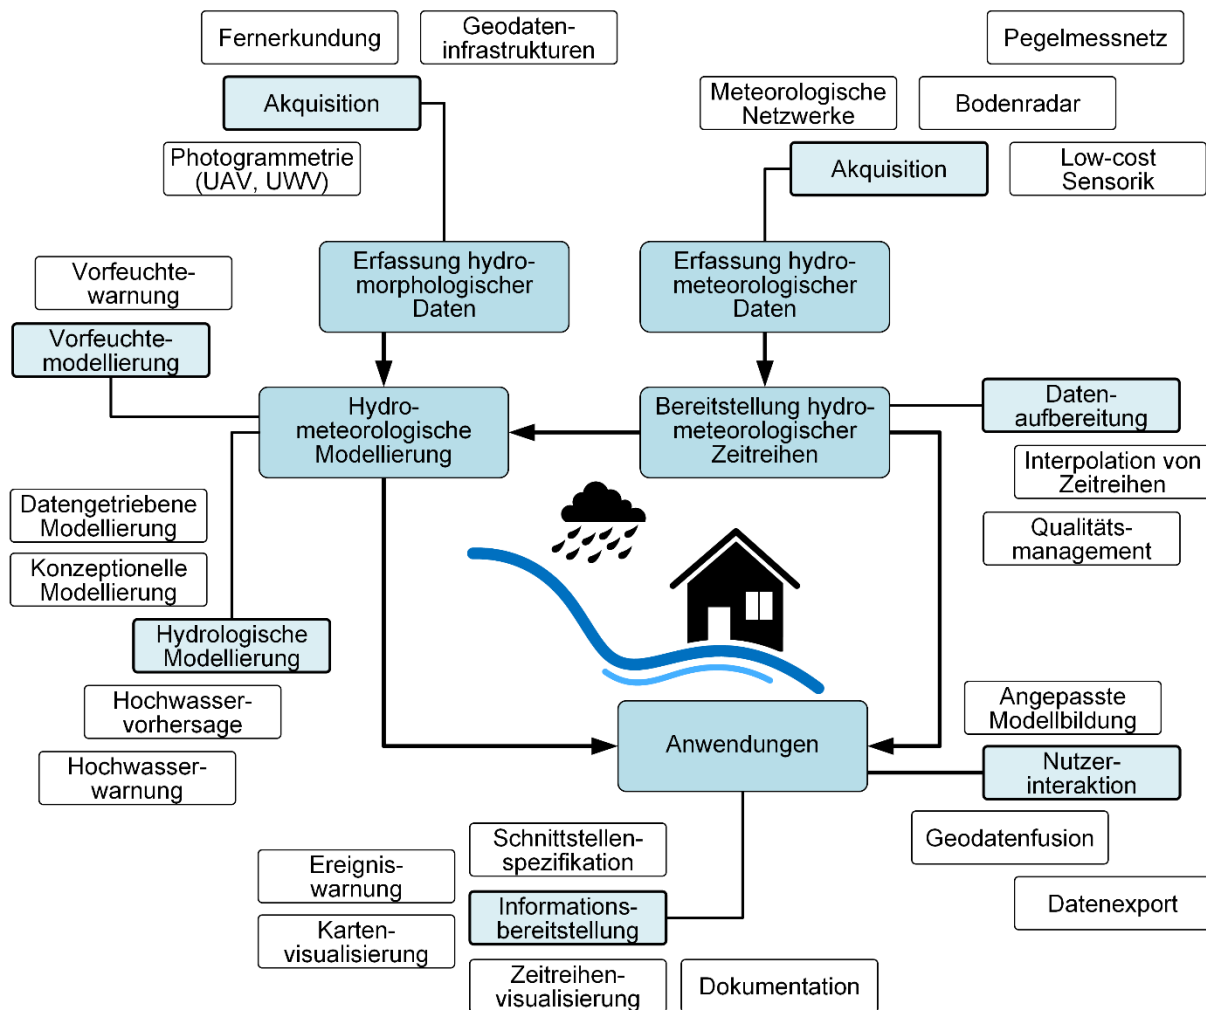 Fernerkundung
Geodaten-
infrastrukturen
Akquisition
Photogrammetrie
(UAV, UWV)
Pegelmessnetz
Meteorologische
Netzwerke
Bodenradar
Akquisition
Low-cost
Sensorik
Erfassung hydro-
morphologischer
Daten
Erfassung hydro-
meteorologischer
Daten
Vorfeuchte-
warnung
Vorfeuchte-
modellierung
Hydro-
meteorologische
Modellierung
Bereitstellung hydro-
meteorologischer
Zeitreihen
Daten-
aufbereitung
Interpolation von
Zeitreihen
Qualitäts-
management
Datengetriebene
Modellierung
Konzeptionelle
Modellierung
Hydrologische
Modellierung
Hochwasser-
vorhersage
Hochwasser-
warnung
Anwendungen
Angepasste
Modellbildung
Nutzer-
interaktion
Geodatenfusion
Datenexport
Schnittstellen-
spezifikation
Ereignis-
warnung
Informations-
bereitstellung
Karten-
visualisierung
Zeitreihen-
visualisierung
Dokumentation